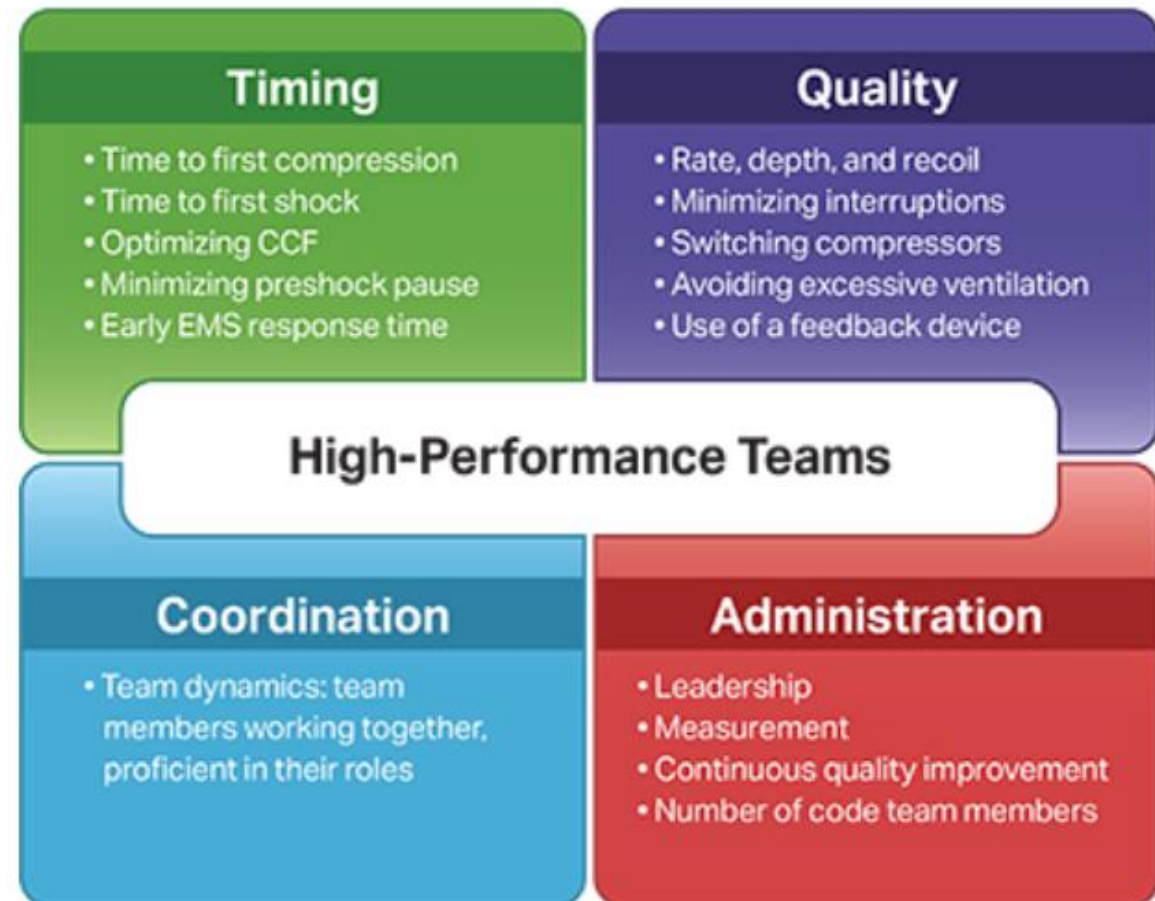 Timing
• Time to first compression
• Time to first shock
• Optimizing CCF
• Minimizing preshock pause
• Early EMS response time
Quality
• Rate, depth, and recoil
• Minimizing interruptions
• Switching compressors
• Avoiding excessive ventilation
• Use of a feedback device
High-Performance Teams
Coordination
• Team dynamics: team
members working together,
proficient in their roles
Administration
• Leadership
• Measurement
• Continuous quality improvement
• Number of code team members